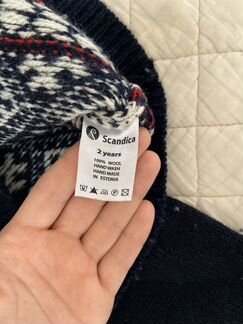 Scandica
2 years
100% WOOL
HAND WASH
HAND MADE
IN ESTONIA